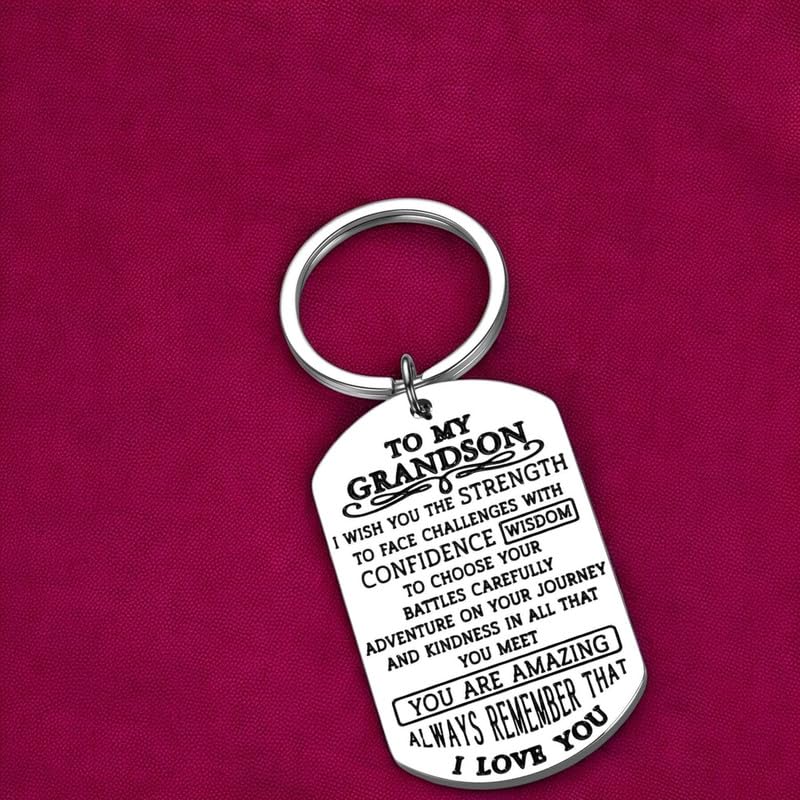 TO MY
GRANDSON
I WISH YOU THE STRENGTH
TO FACE CHALLENGES WITH
CONFIDENCE WISDOM
TO CHOOSE YOUR
BATTLES CAREFULLY
ADVENTURE ON YOUR JOURNEY
AND KINDNESS IN ALL THAT
YOU MEET
YOU ARE AMAZING
ALWAYS REMEMBER THAT
I LOVE YOU